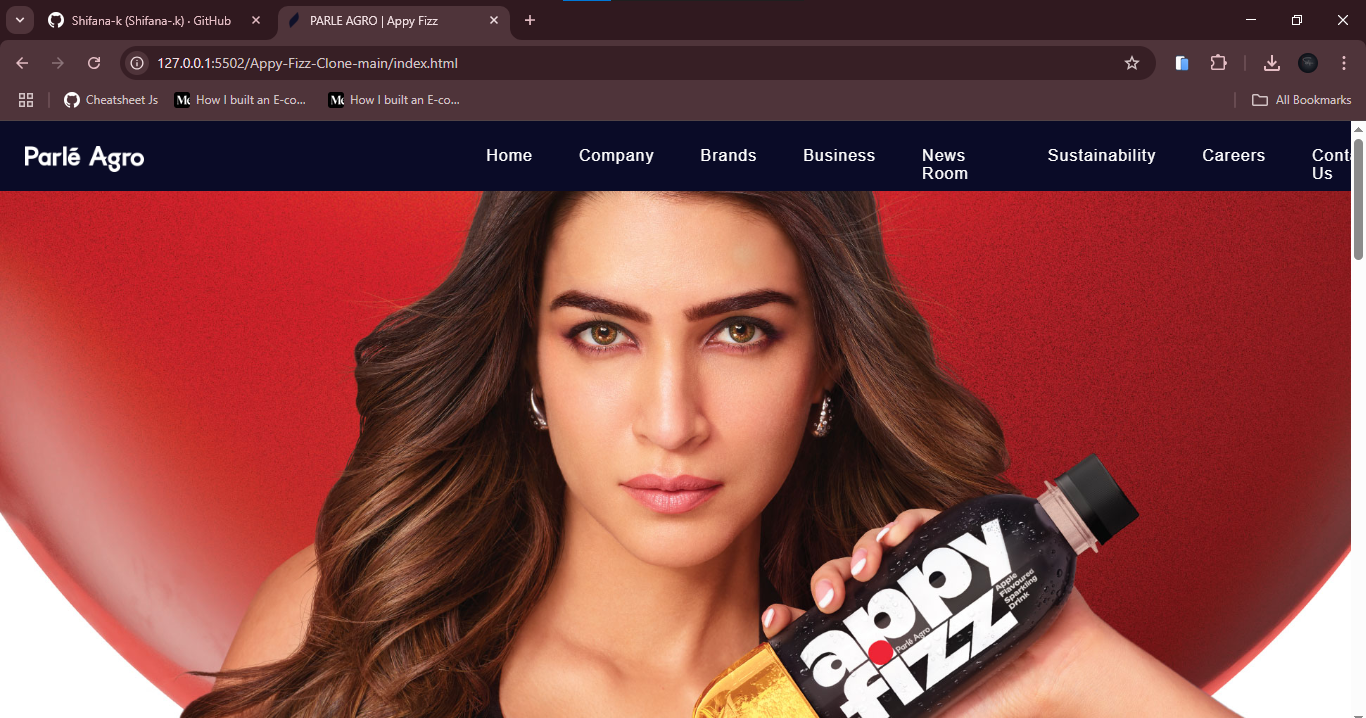 Shifana-k (Shifana-.k) · GitHub
PARLE AGRO | Appy Fizz
127.0.0.1:5502/Appy-Fizz-Clone-main/index.html
Cheatsheet Js
How I built an E-co...
How I built an E-co...
All Bookmarks
Parlé Agro
Home
Company
Brands
Business
News
Room
Sustainability
Careers
Conta
Us
appy
fizz
Apple
Flavoured
Sparkling
Drink
Parlé Agro